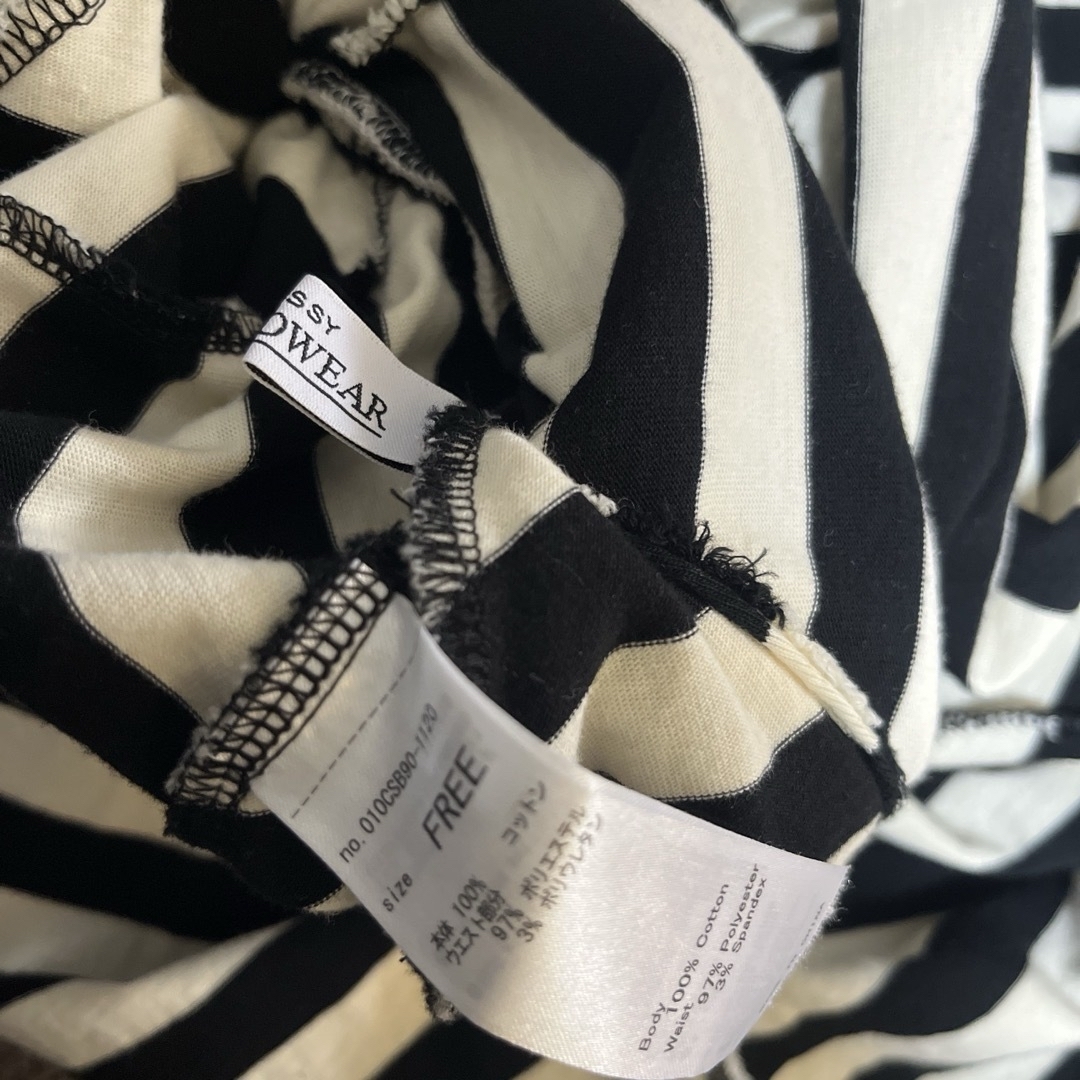 SSY
OWEAR
no. 010CSB90-1120
size
FREE
本体
100% コットン
ウエスト部分
97% ポリエステル
3% ポリウレタン
Body
100% Cotton
Waist
97% Polyester
3% Spandex